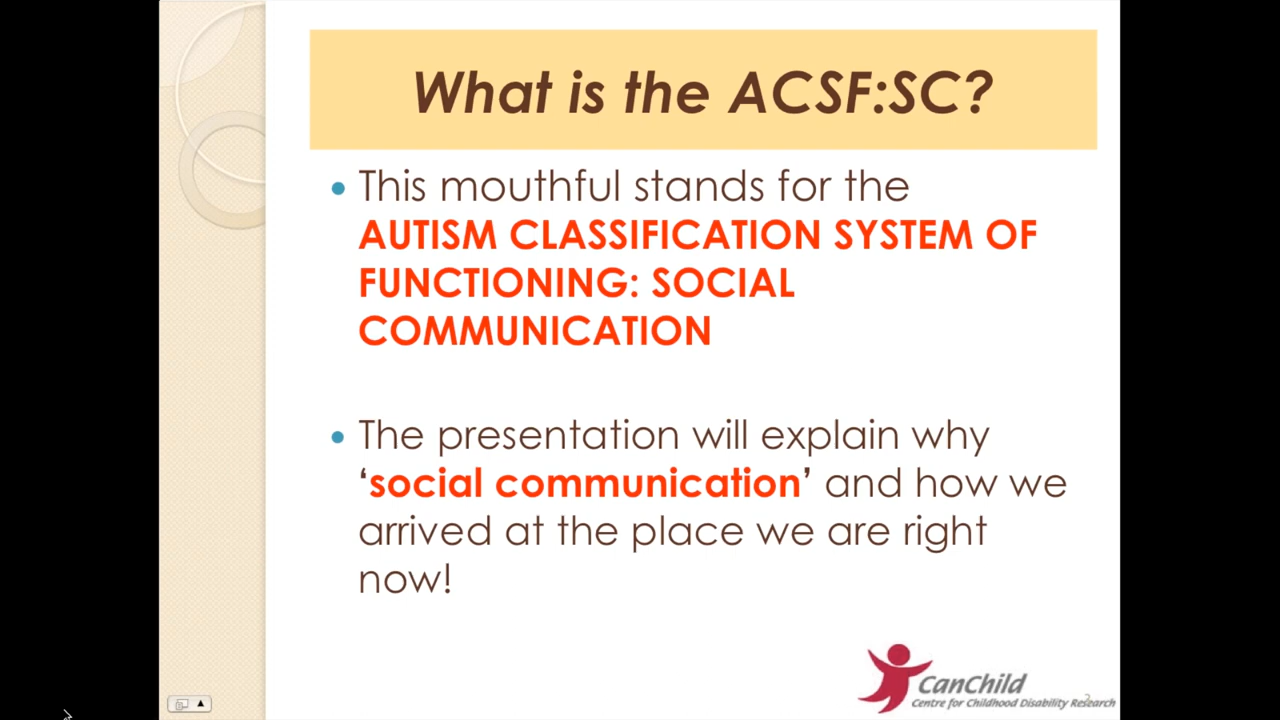 What is the ACSF:SC?
• This mouthful stands for the
AUTISM CLASSIFICATION SYSTEM OF
FUNCTIONING: SOCIAL
COMMUNICATION
• The presentation will explain why
‘social communication’ and how we
arrived at the place we are right
now!
CanChild
Centre for Childhood Disability Research
2